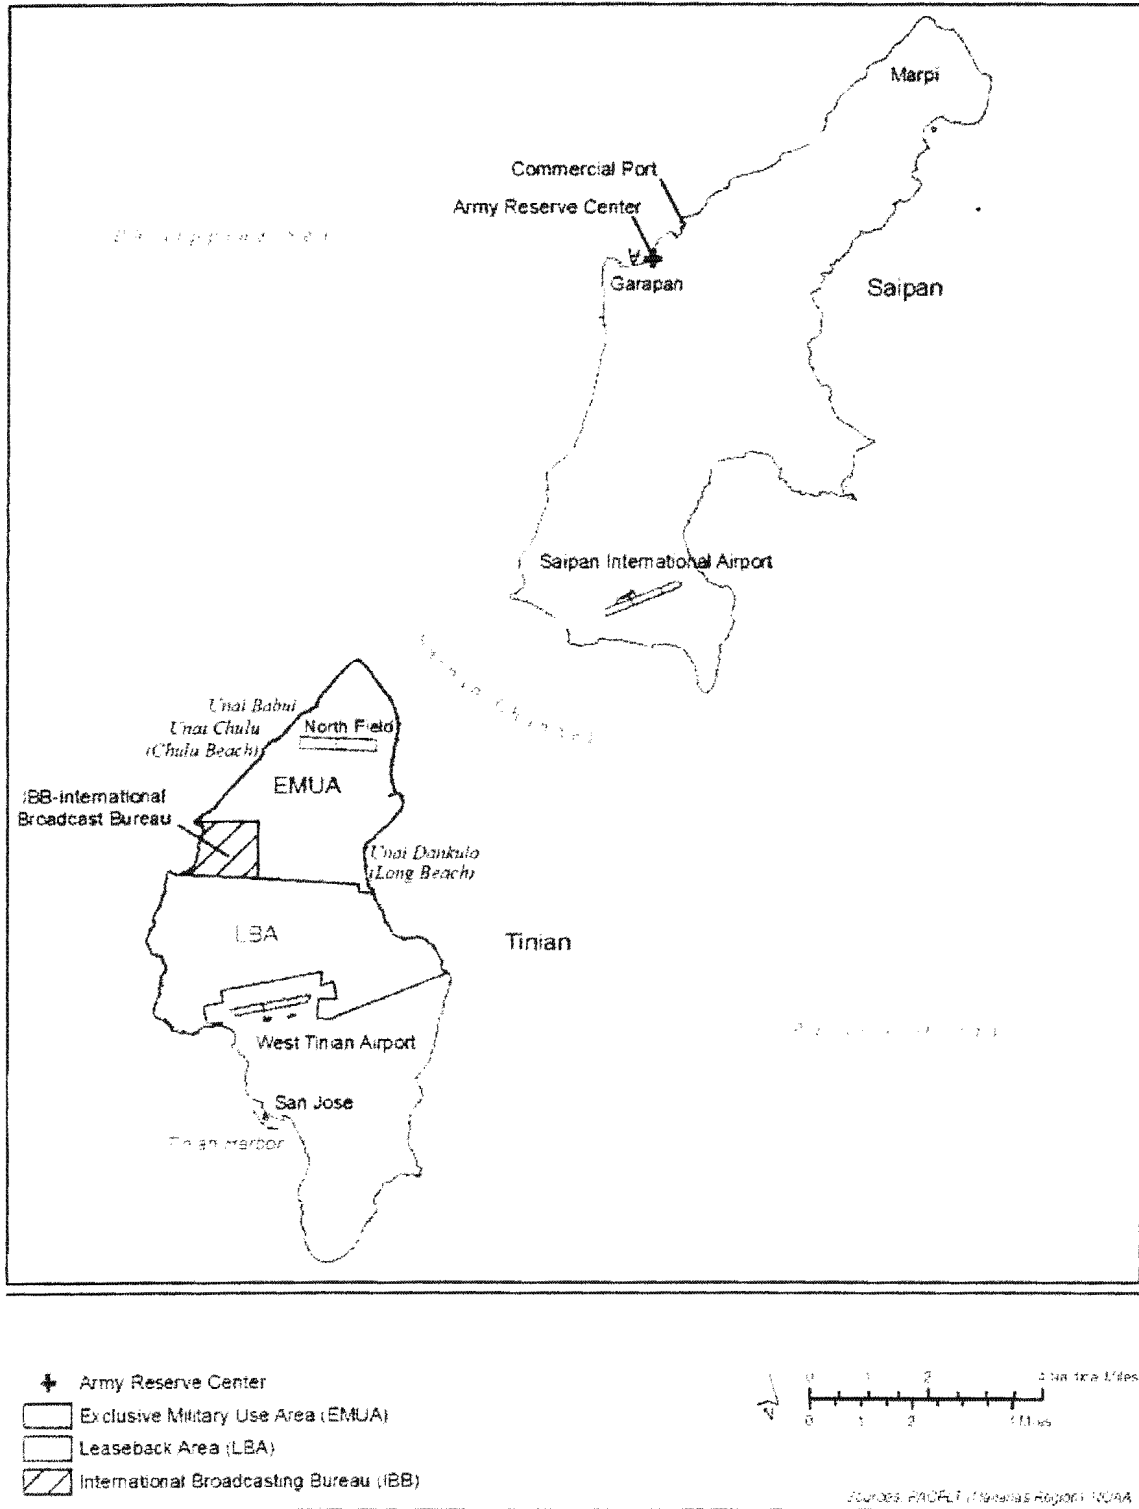 Marpi
Commercial Port
Army Reserve Center
Garapan
Saipan
Saipan International Airport
Unai Babui
Unai Chulu
(Chulu Beach)
North Field
EMUA
IBB-International
Broadcast Bureau
Unai Dankulo
(Long Beach)
LBA
Tinian
West Tinian Airport
San Jose
Tinian Harbor
Army Reserve Center
Exclusive Military Use Area (EMUA)
Leaseback Area (LBA)
International Broadcasting Bureau (IBB)
0 1 2
0 1 2